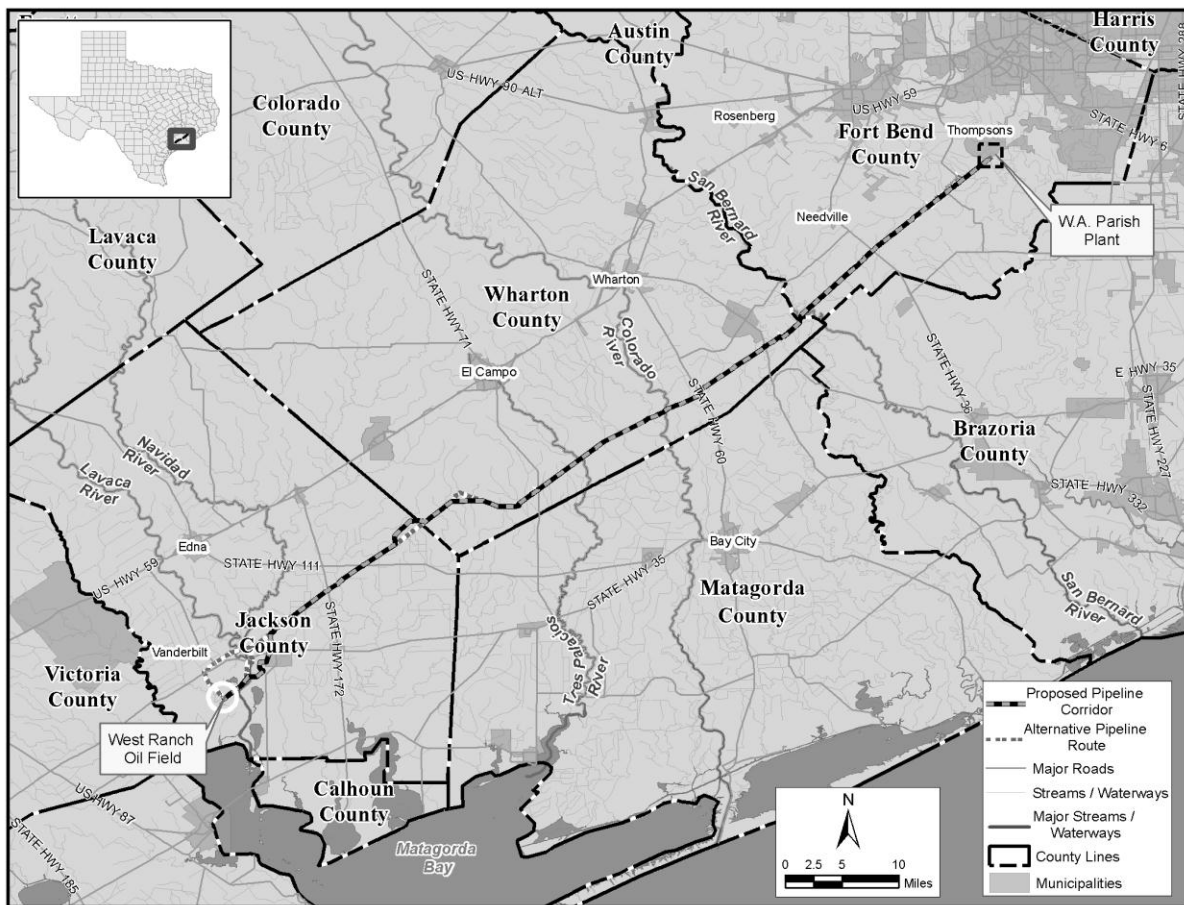 Austin
County
Harris
County
STATE HWY 288
Colorado
County
US HWY 90 ALT
US HWY 59
Rosenberg
Fort Bend
County
Thompsons
STATE HWY 6
San Bernard
River
Needville
W.A. Parish
Plant
Lavaca
County
STATE HWY 71
Wharton
Wharton
County
Colorado
River
El Campo
STATE HWY 60
STATE HWY 36
E HWY 35
STATE HWY 227
Brazoria
County
STATE HWY 332
Navidad
River
Lavaca
River
Edna
US HWY 59
STATE HWY 111
Bay City
STATE HWY 35
Matagorda
County
San Bernard
River
Jackson
County
Vanderbilt
STATE HWY 172
Victoria
County
Tres Palacios
River
West Ranch
Oil Field
Calhoun
County
US HWY 87
STATE HWY 185
Matagorda
Bay
N
0 2.5 5 10
Miles
Proposed Pipeline
Corridor
Alternative Pipeline
Route
Major Roads
Streams / Waterways
Major Streams /
Waterways
County Lines
Municipalities